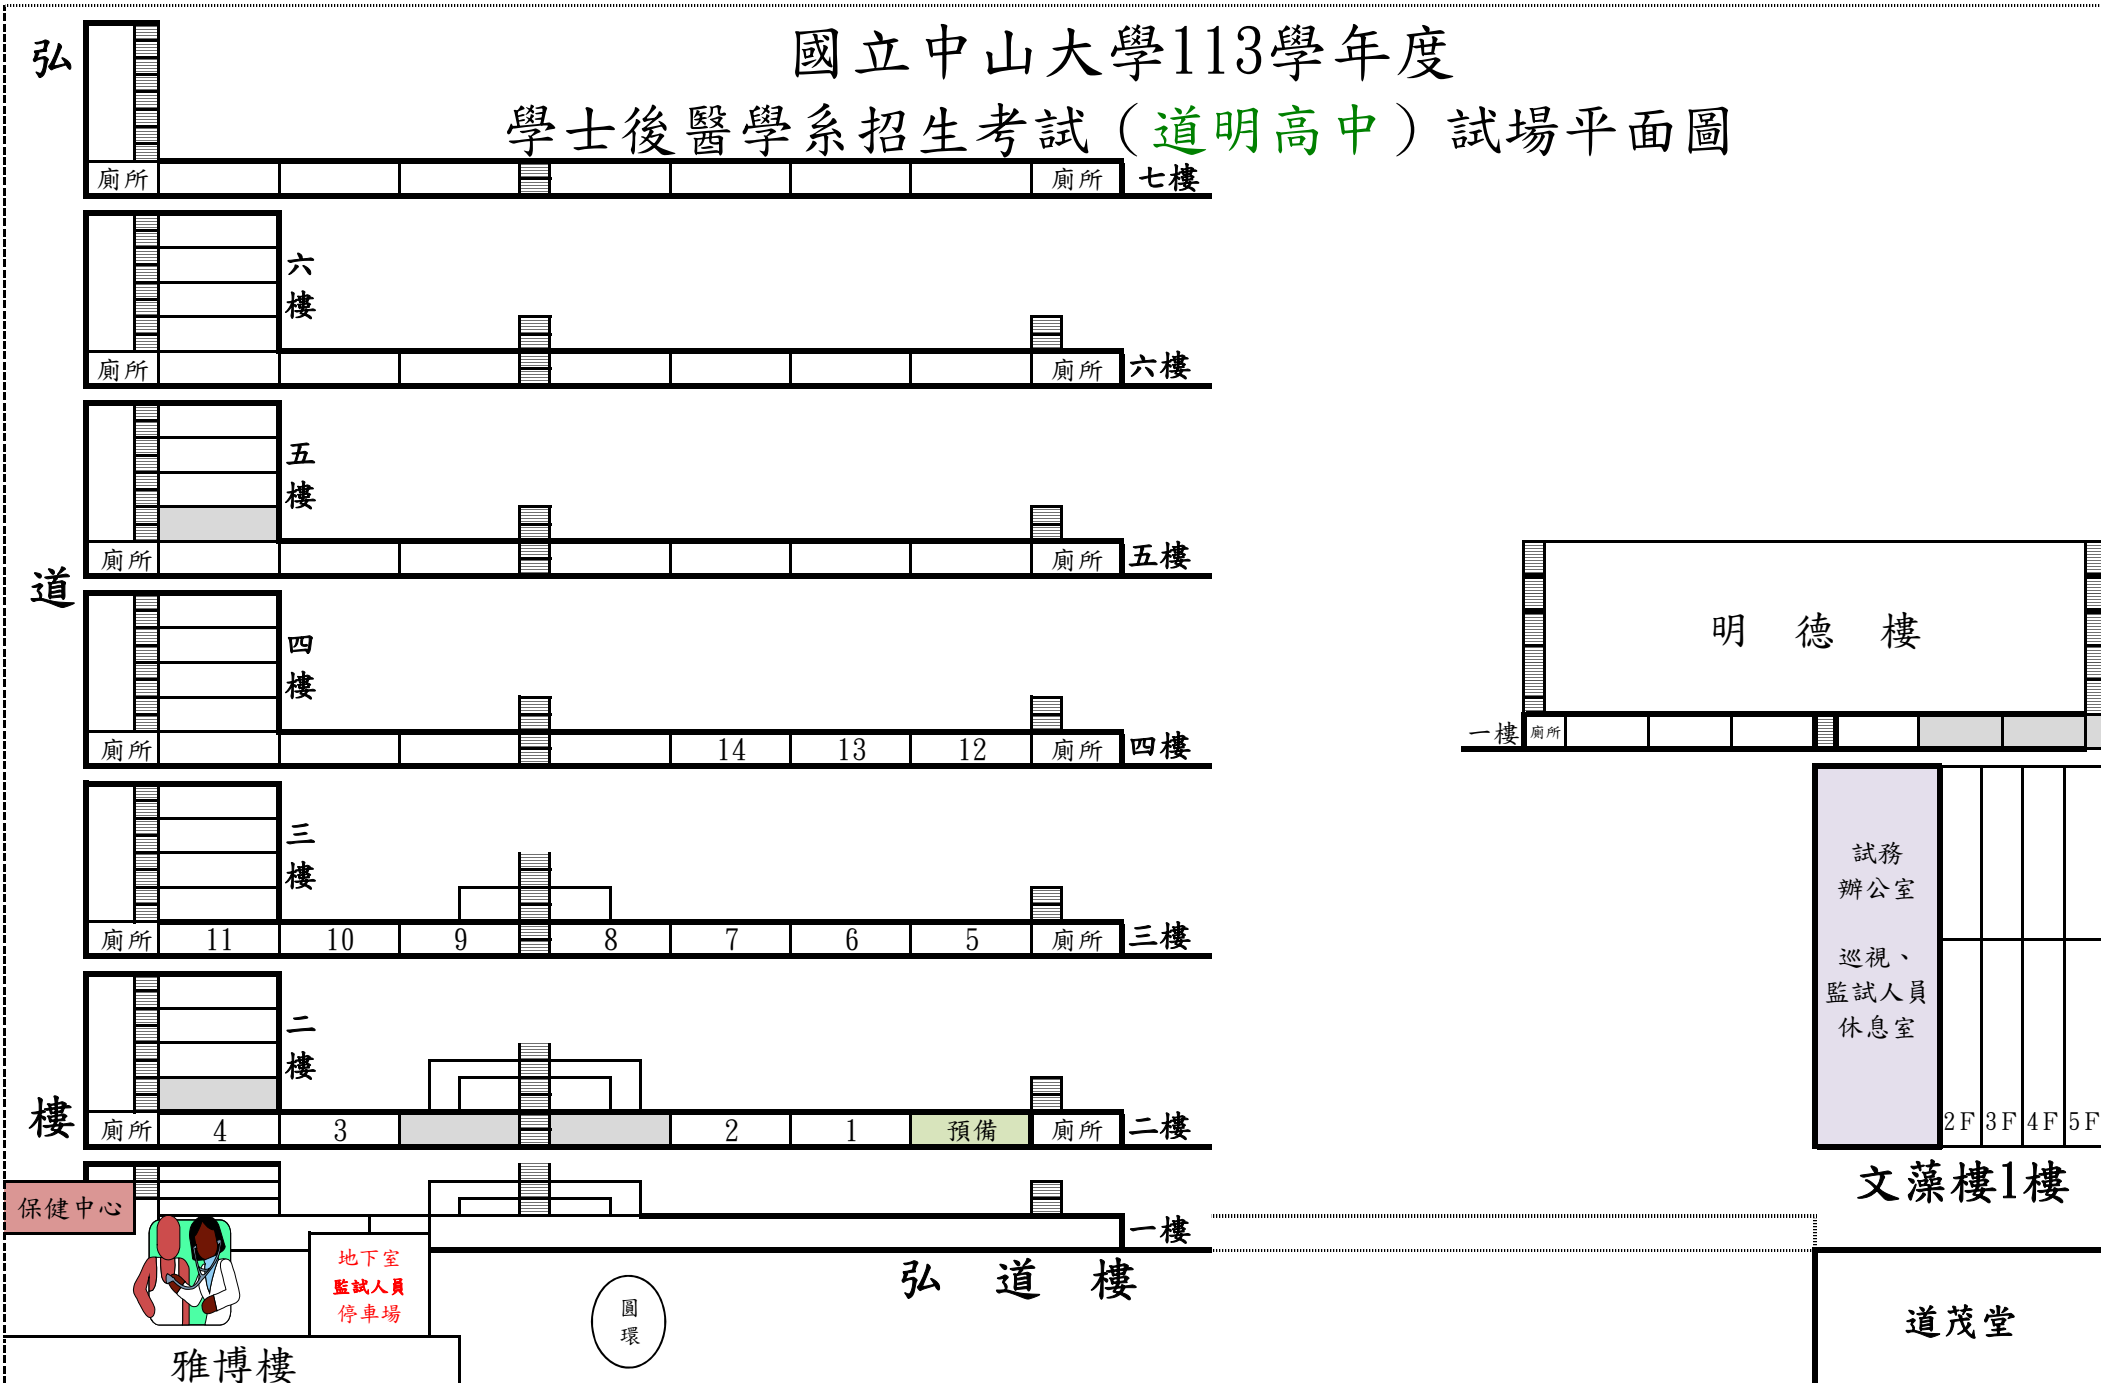 國立中山大學113學年度
學士後醫學系招生考試（道明高中）試場平面圖
弘
道
樓
廁所
廁所
七樓
六
樓
廁所
廁所
六樓
五
樓
廁所
廁所
五樓
四
樓
廁所
14
13
12
廁所
四樓
三
樓
廁所
11
10
9
8
7
6
5
廁所
三樓
二
樓
廁所
4
3
2
1
預備
廁所
二樓
保健中心
一樓
地下室
監試人員
停車場
弘 道 樓
圓
環
雅博樓
明 德 樓
一樓
廁所
試務
辦公室
巡視、
監試人員
休息室
2F
3F
4F
5F
文藻樓1樓
道茂堂